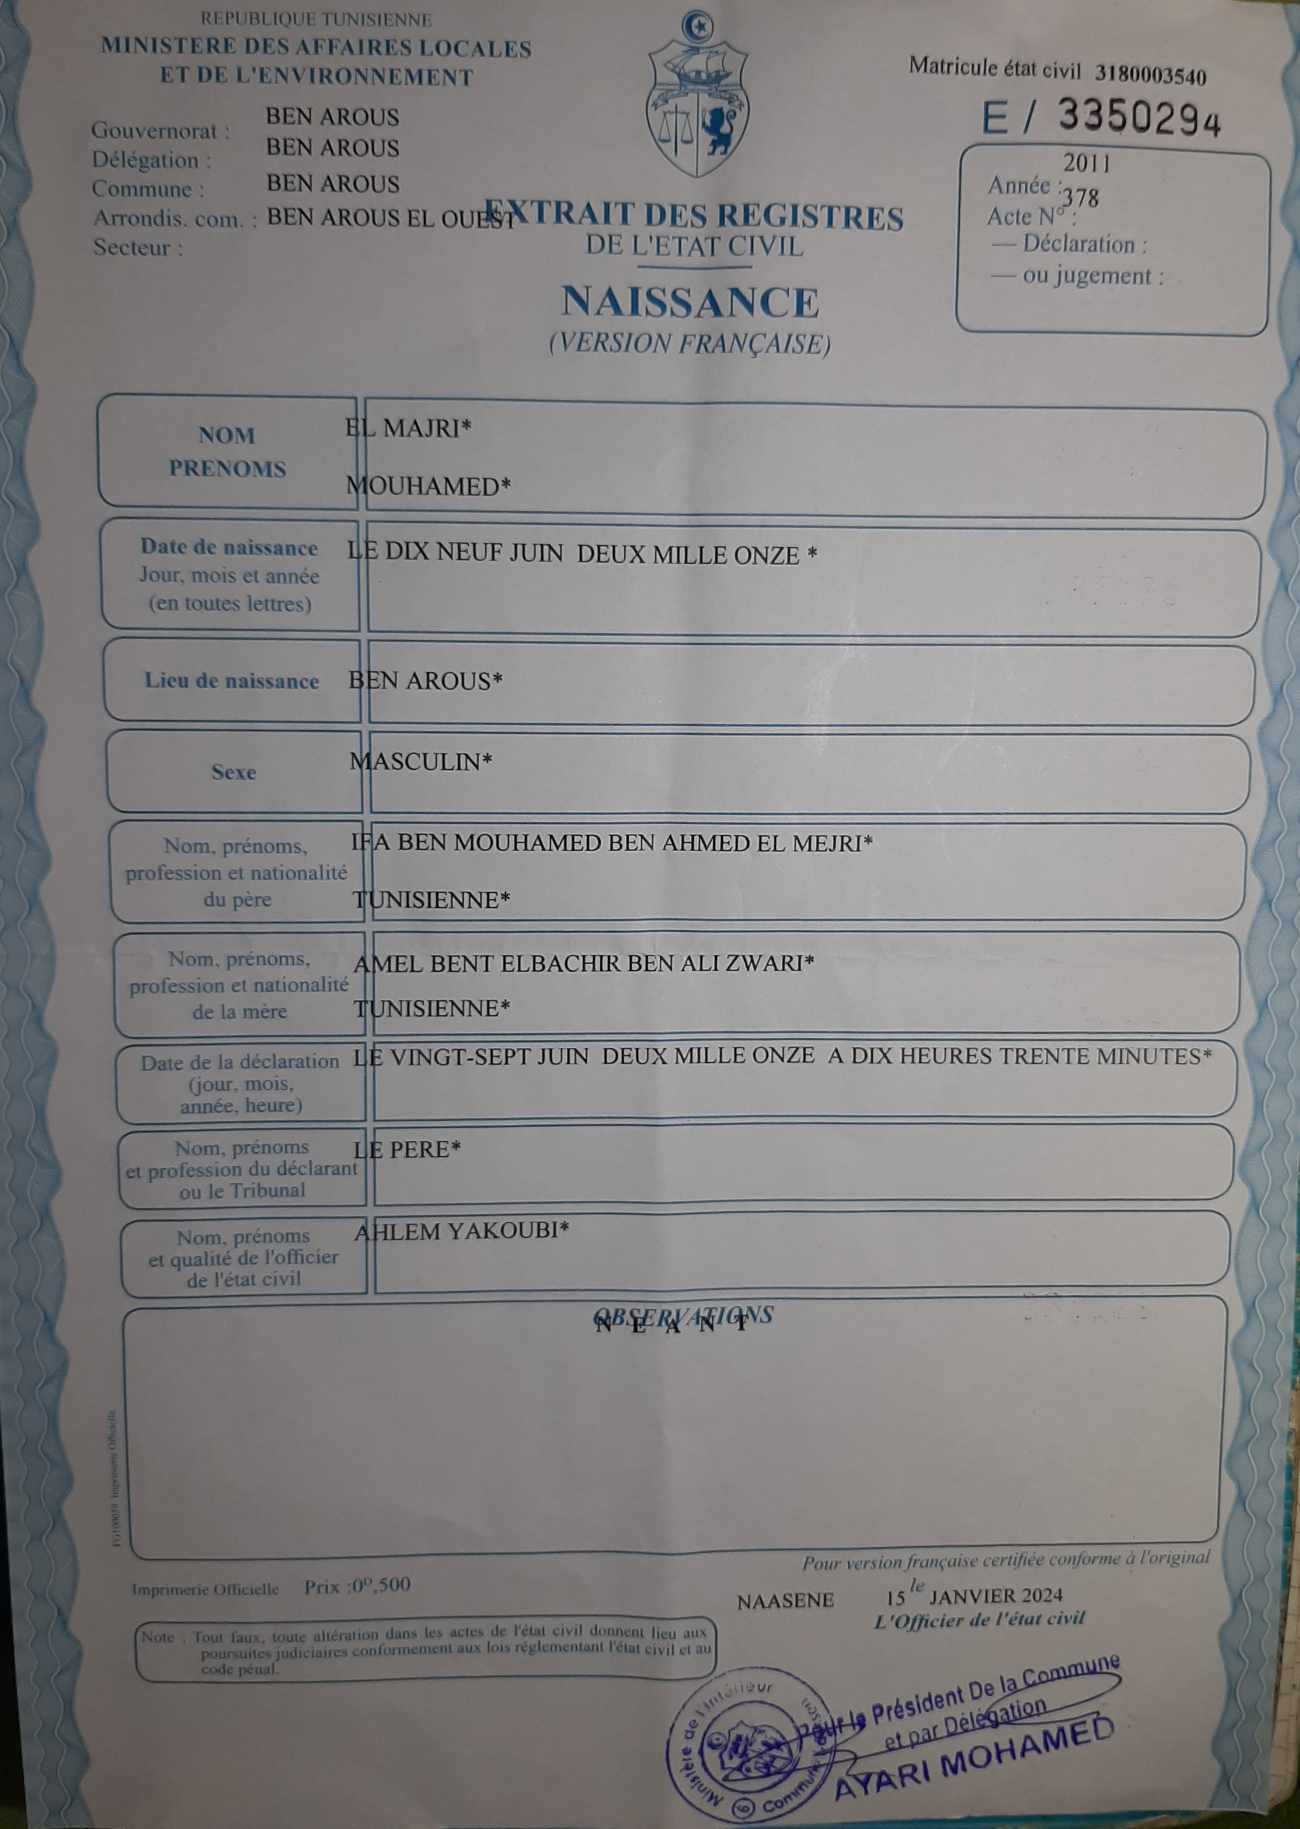 REPUBLIQUE TUNISIENNE
MINISTERE DES AFFAIRES LOCALES
ET DE L'ENVIRONNEMENT
Gouvernorat : BEN AROUS
Délégation : BEN AROUS
Commune : BEN AROUS
Arrondis. com. : BEN AROUS EL OUEST
Secteur :
Matricule état civil 3180003540
E / 3350294
2011
Année :
378
Acte N° :
— Déclaration :
— ou jugement :
EXTRAIT DES REGISTRES
DE L'ETAT CIVIL
NAISSANCE
(VERSION FRANÇAISE)
NOM
PRENOMS
EL MAJRI*
MOUHAMED*
Date de naissance
Jour, mois et année
(en toutes lettres)
LE DIX NEUF JUIN DEUX MILLE ONZE *
Lieu de naissance
BEN AROUS*
Sexe
MASCULIN*
Nom, prénoms,
profession et nationalité
du père
IFA BEN MOUHAMED BEN AHMED EL MEJRI*
TUNISIENNE*
Nom, prénoms,
profession et nationalité
de la mère
AMEL BENT ELBACHIR BEN ALI ZWARI*
TUNISIENNE*
Date de la déclaration
(jour, mois,
année, heure)
LE VINGT-SEPT JUIN DEUX MILLE ONZE A DIX HEURES TRENTE MINUTES*
Nom, prénoms
et profession du déclarant
ou le Tribunal
LE PERE*
Nom, prénoms
et qualité de l'officier
de l'état civil
AHLEM YAKOUBI*
OBSERVATIONS
N E A N T
Imprimerie Officielle
Pour version française certifiée conforme à l'original
Imprimerie Officielle Prix :0ᴰ,500
NAASENE 15 le JANVIER 2024
L'Officier de l'état civil
Note : Tout faux, toute altération dans les actes de l'état civil donnent lieu aux
poursuites judiciaires conformement aux lois réglementant l'état civil et au
code pénal.
Ministère de l'Intérieur
Commune
Pour le Président De la Commune
et par Délégation
AYARI MOHAMED